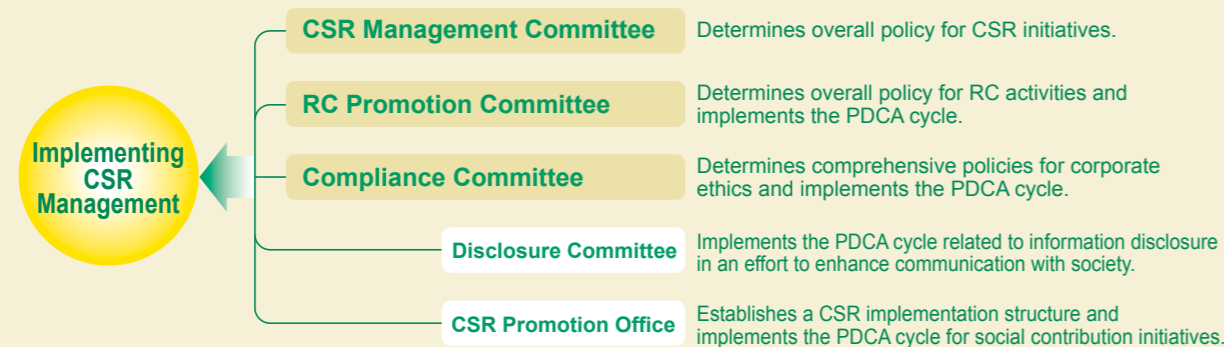 CSR Management Committee
Determines overall policy for CSR initiatives.
RC Promotion Committee
Determines overall policy for RC activities and
implements the PDCA cycle.
Implementing
CSR
Management
Compliance Committee
Determines comprehensive policies for corporate
ethics and implements the PDCA cycle.
Disclosure Committee
Implements the PDCA cycle related to information disclosure
in an effort to enhance communication with society.
CSR Promotion Office
Establishes a CSR implementation structure and
implements the PDCA cycle for social contribution initiatives.